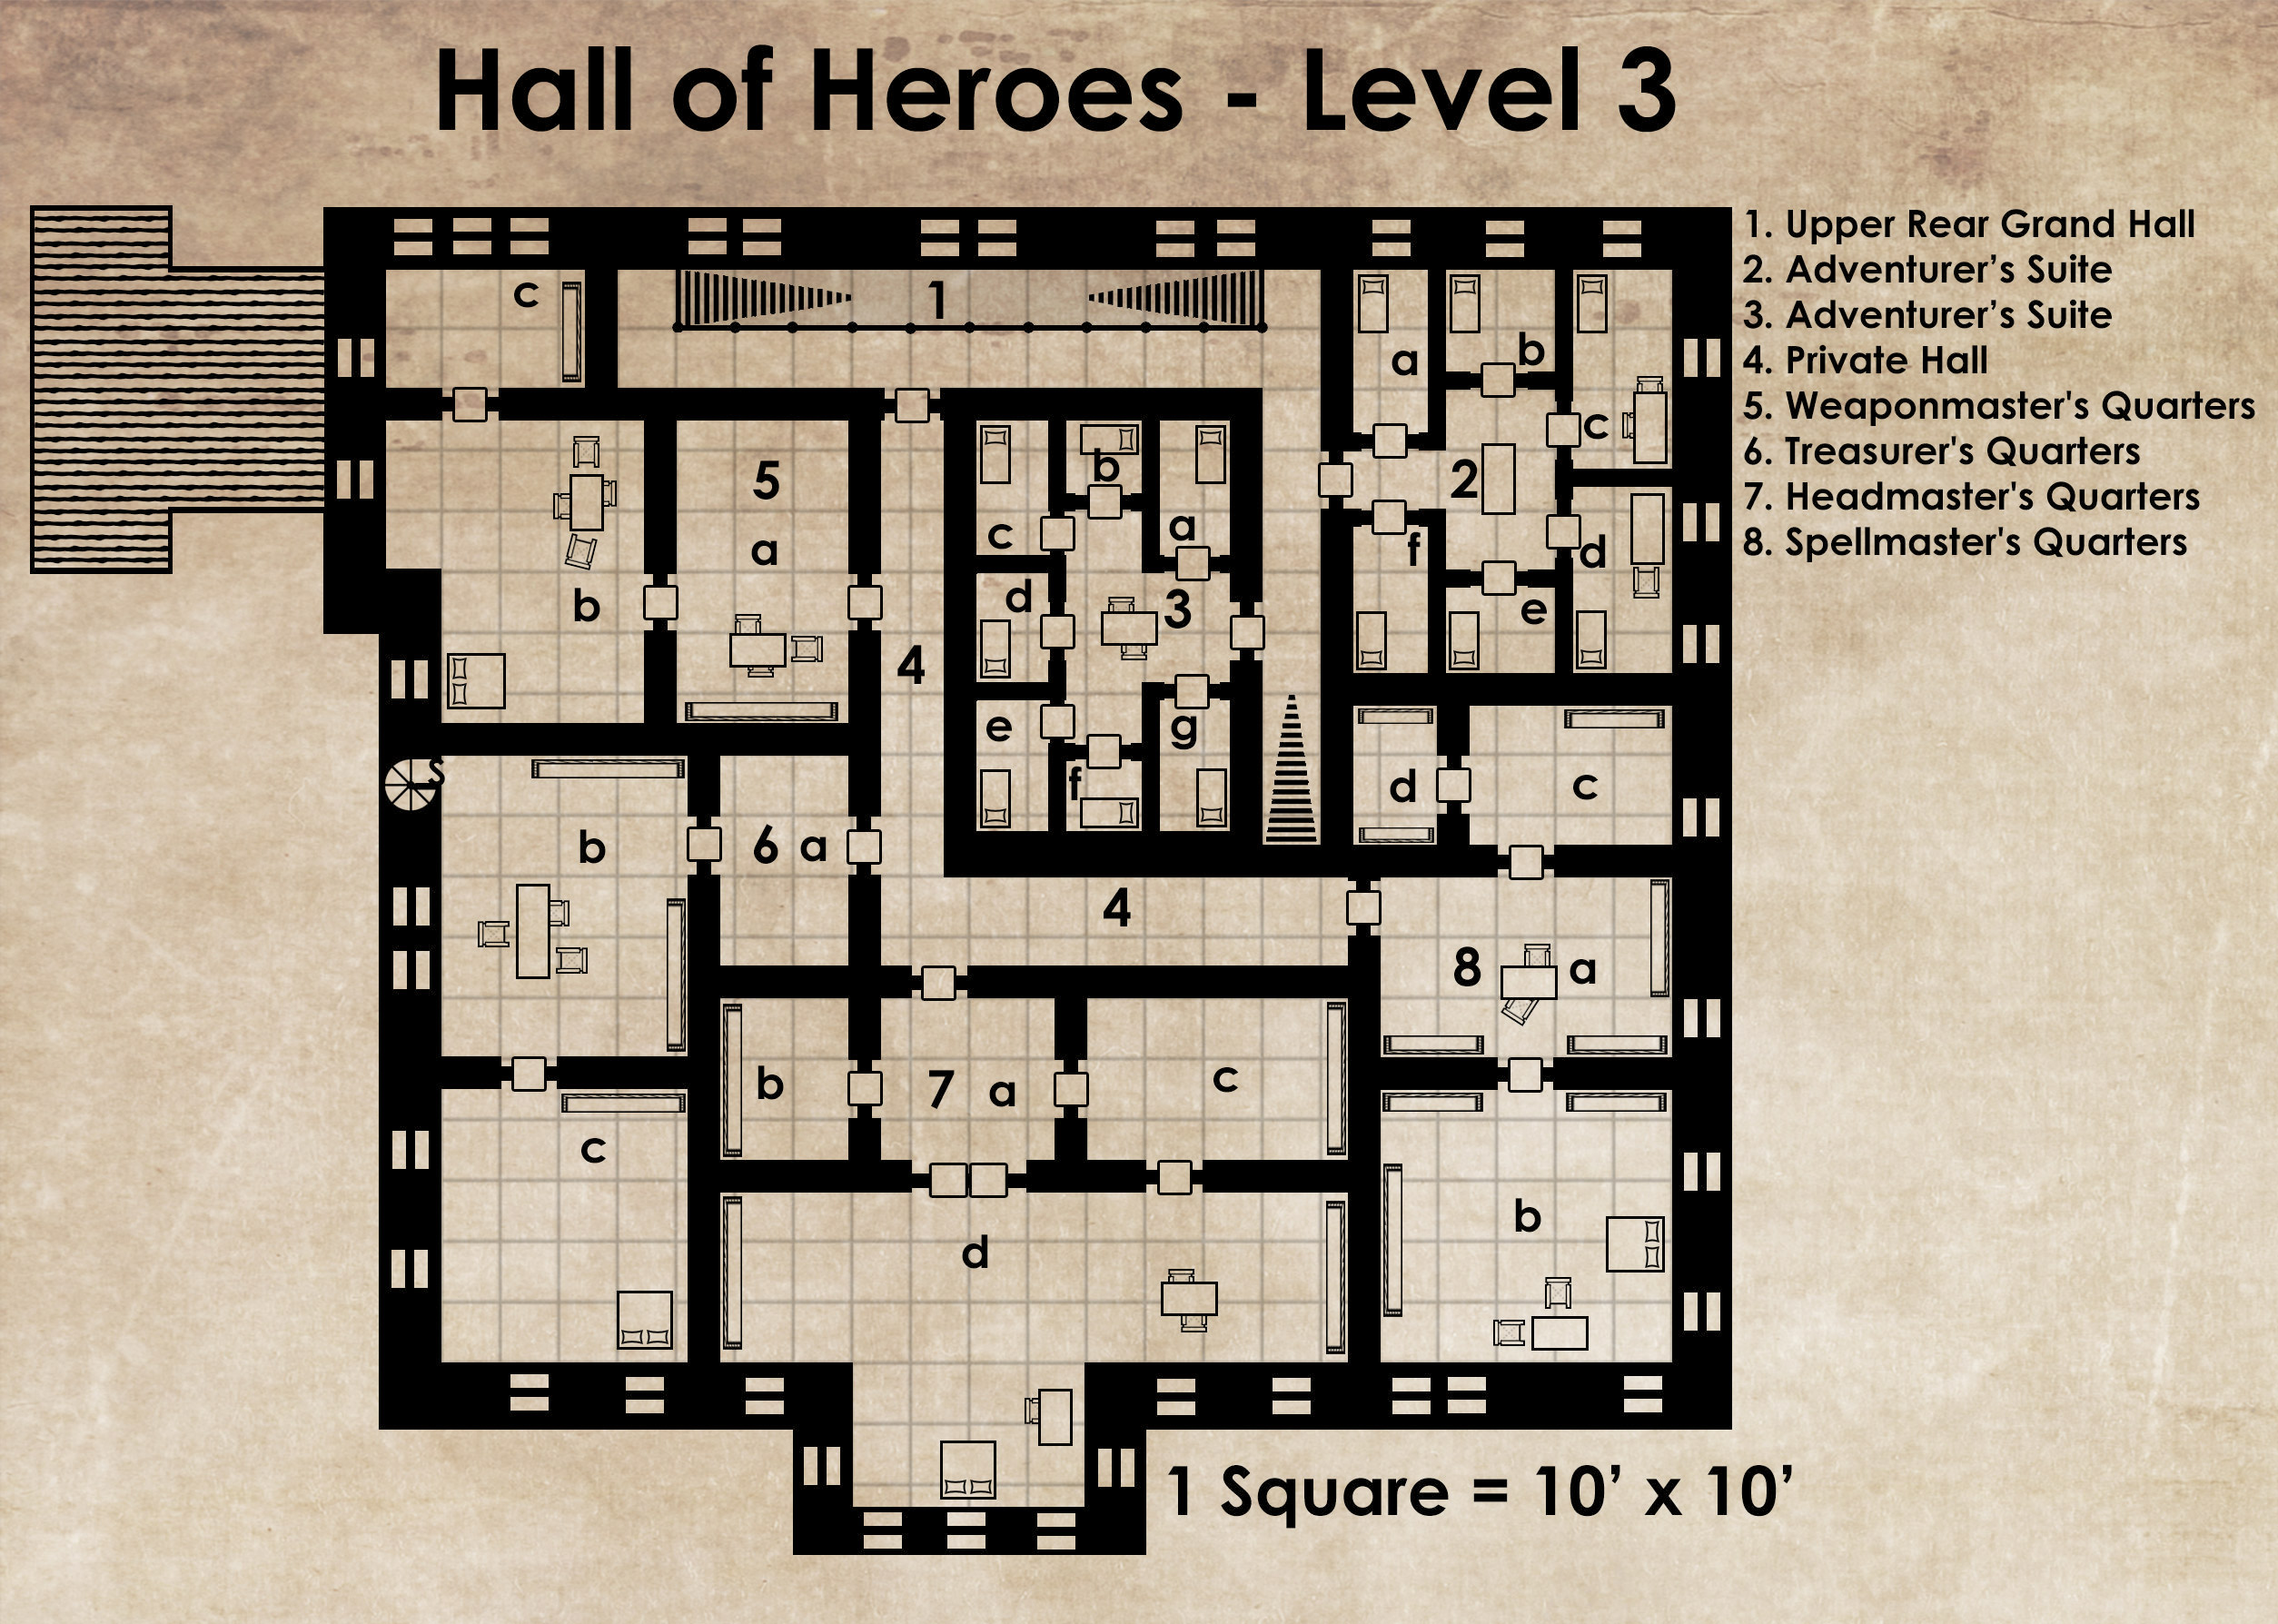 Hall of Heroes - Level 3
1. Upper Rear Grand Hall
2. Adventurer's Suite
3. Adventurer’s Suite
4. Private Hall
5. Weaponmaster's Quarters
6. Treasurer's Quarters
7. Headmaster's Quarters
8. Spellmaster's Quarters
c
1
a
b
c
2
f
d
e
5
a
b
b
c
a
d
3
e
g
f
4
d
c
S
b
6 a
4
8 a
b
7 a
c
c
d
b
1 Square = 10’ x 10’